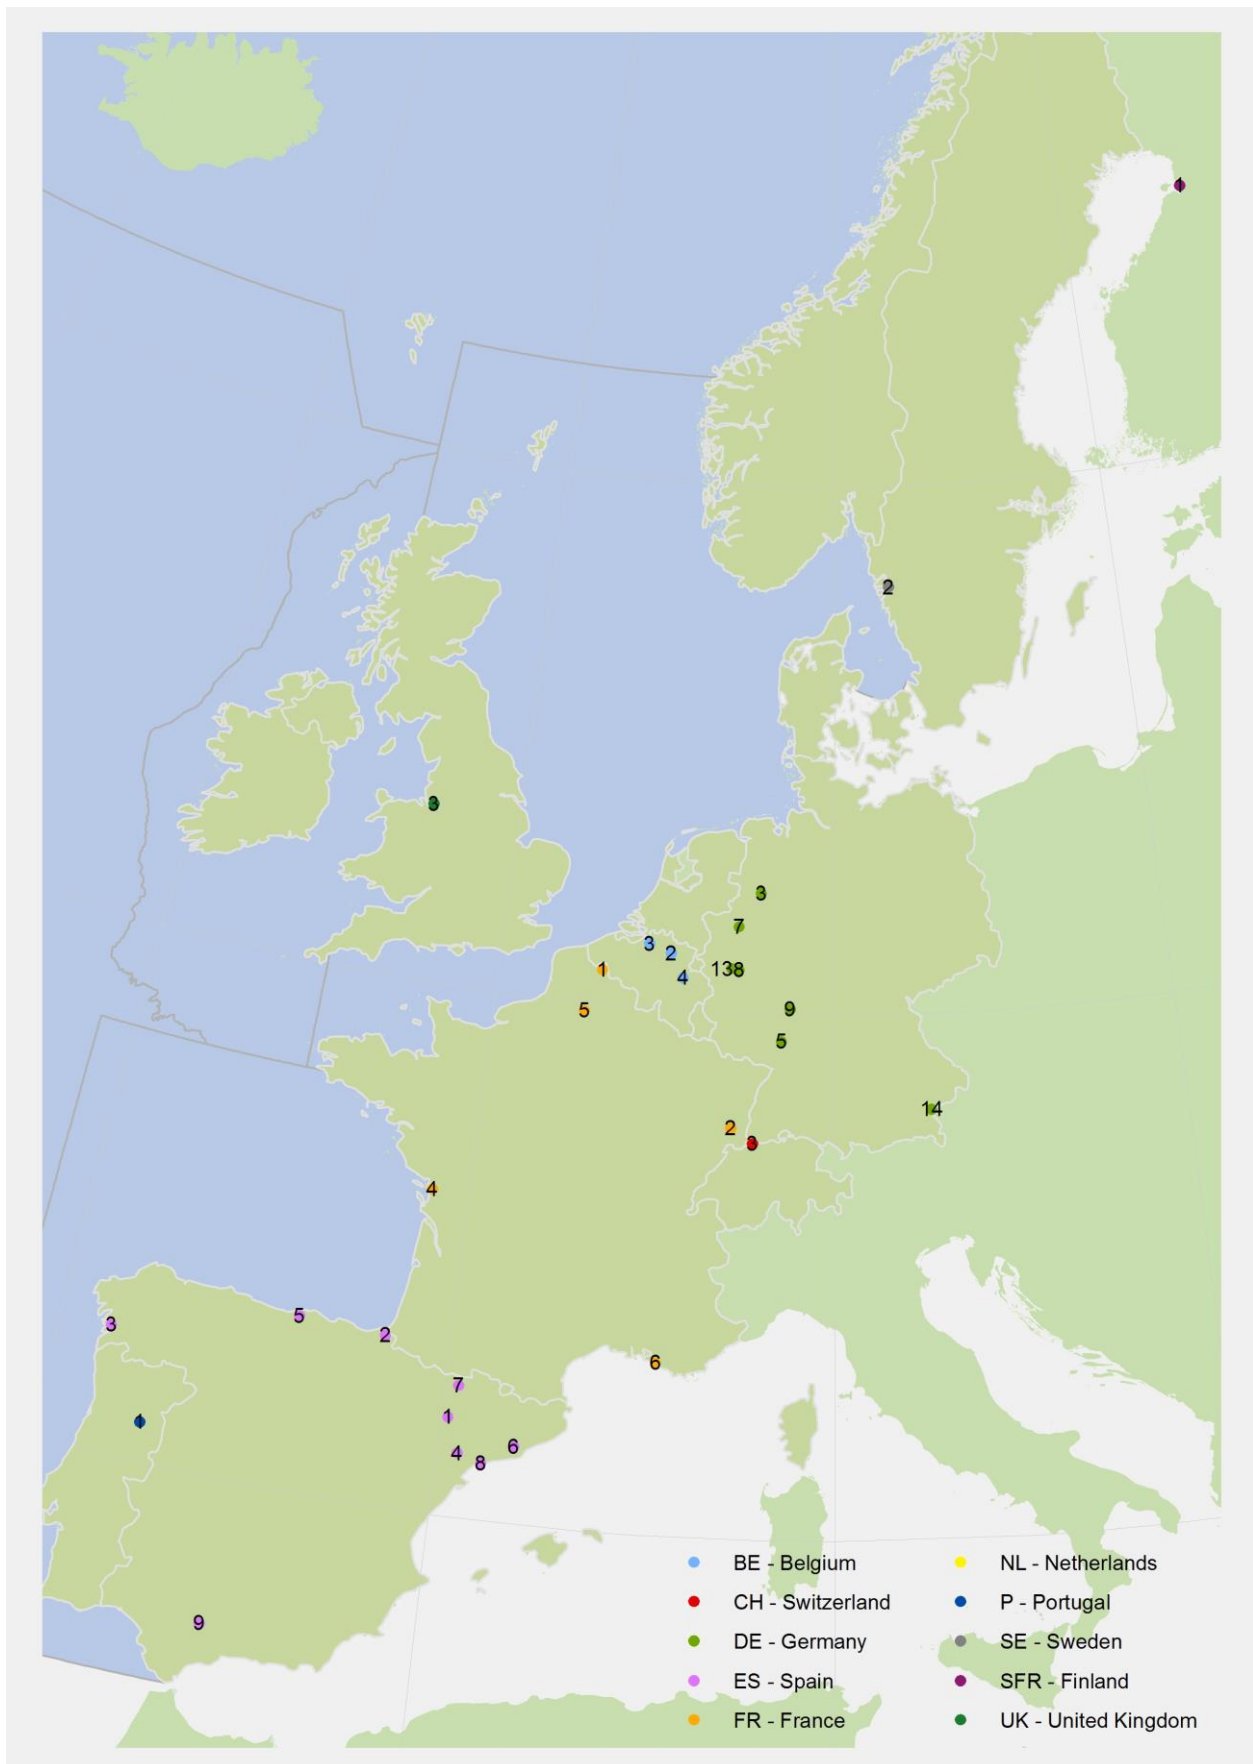 1
2
3
3
7
3
2
1
138
4
5
9
5
14
2
3
4
3
5
2
6
7
1
6
4
8
1
9
BE - Belgium
NL - Netherlands
CH - Switzerland
P - Portugal
DE - Germany
SE - Sweden
ES - Spain
SFR - Finland
FR - France
UK - United Kingdom